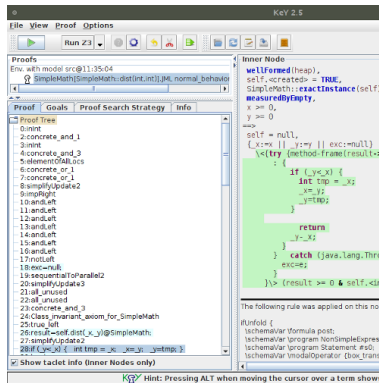 KeY 2.5
File View Proof Options
Run Z3
Proofs
Env. with model src@11:35:04
SimpleMath[SimpleMath::dist(int,int)].JML normal_behavior
Proof Goals Proof Search Strategy Info
Proof Tree
0:inInt
2:concrete_and_1
3:inInt
4:concrete_and_3
5:elementOfAllLocs
6:concrete_or_1
7:concrete_or_1
8:simplifyUpdate2
9:impRight
10:andLeft
11:andLeft
12:andLeft
13:andLeft
14:andLeft
15:andLeft
16:andLeft
17:notLeft
18:exc=null;
19:sequentialToParallel2
20:simplifyUpdate3
21:all_unused
22:all_unused
23:concrete_and_3
24:Class_invariant_axiom_for_SimpleMath
25:true_left
26:result=self.dist(_x,_y)@SimpleMath;
27:simplifyUpdate2
28:if (_y<_x) { int tmp = _x; _x=_y; _y=tmp; }
Show taclet info (Inner Nodes only)
Inner Node
wellFormed(heap),
self.<created> = TRUE,
SimpleMath::exactInstance(self)
measuredByEmpty,
x >= 0,
y >= 0
==>
self = null,
{_x:=x || _y:=y || exc:=null}
\<{try {method-frame(result->
: {
if (_y<_x) {
int tmp = _x;
_x=_y;
_y=tmp;
}
return
_y-_x;
}
} catch (java.lang.Thr
exc=e;
}
}\> (result >= 0 & self.<i
The following rule was applied on this no
ifUnfold {
\schemaVar \formula post;
\schemaVar \program NonSimpleExpres
\schemaVar \program Statement #s0;
\schemaVar \modalOperator {box_trans
KeY Hint: Pressing ALT when moving the cursor over a term show